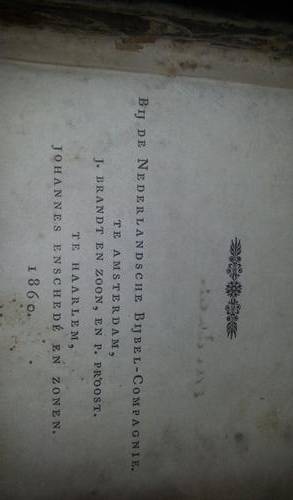 BIJ DE NEDERLANDSCHE BIJBEL-COMPAGNIE.
TE AMSTERDAM,
J. BRANDT EN ZOON, EN P. PROOST.
TE HAARLEM,
JOHANNES ENSCHEDÉ EN ZONEN.
1860.